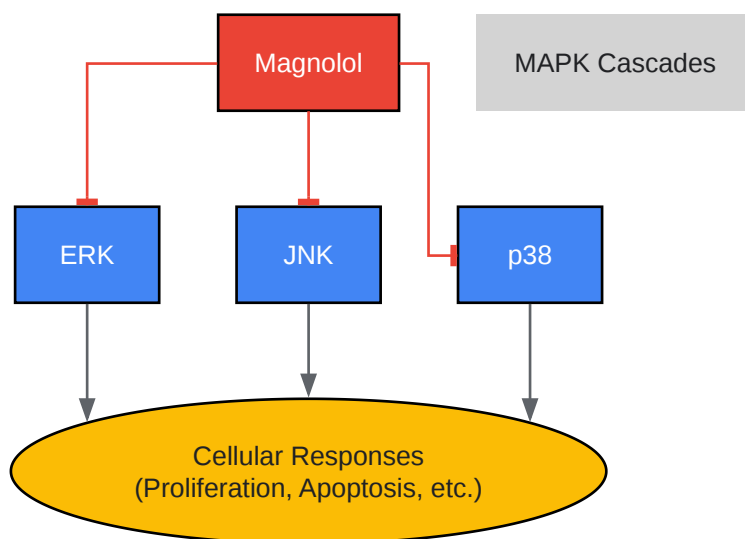 Magnolol
MAPK Cascades
ERK
JNK
p38
Cellular Responses
(Proliferation, Apoptosis, etc.)